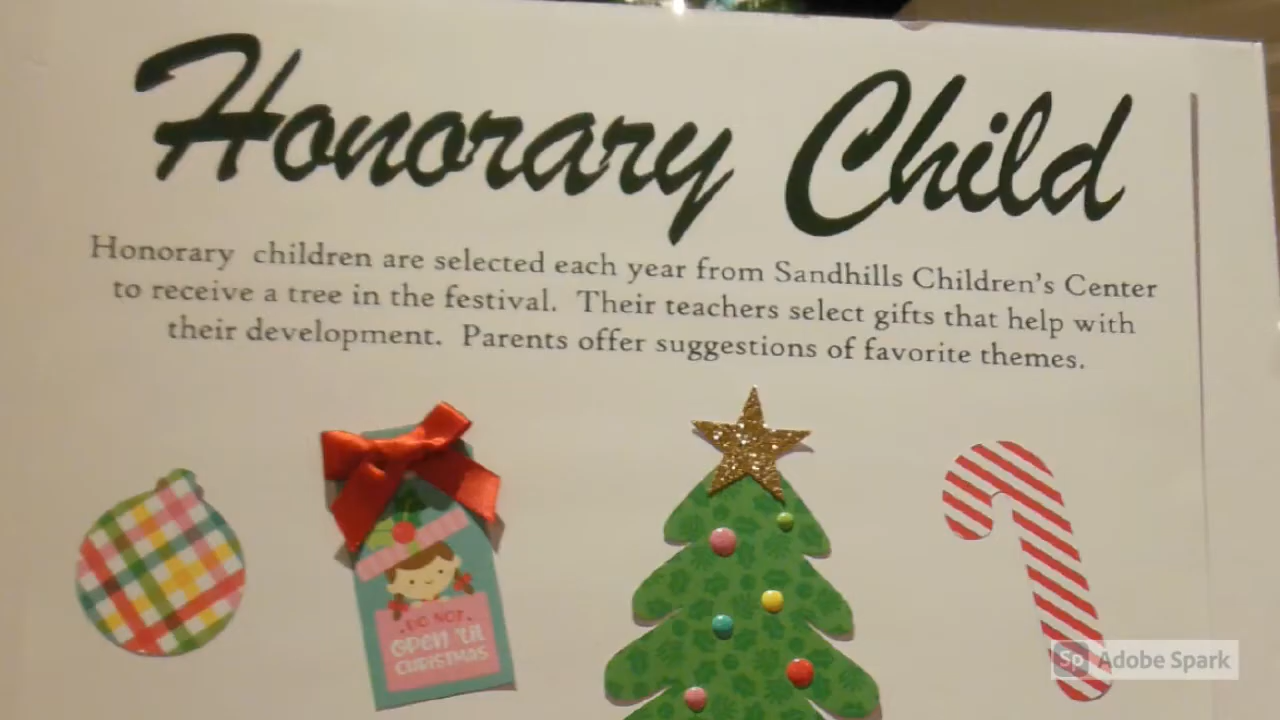 Honorary Child
Honorary children are selected each year from Sandhills Children's Center
to receive a tree in the festival. Their teachers select gifts that help with
their development. Parents offer suggestions of favorite themes.
DO NOT
OPEN 'TIL
CHRISTMAS
Sp Adobe Spark